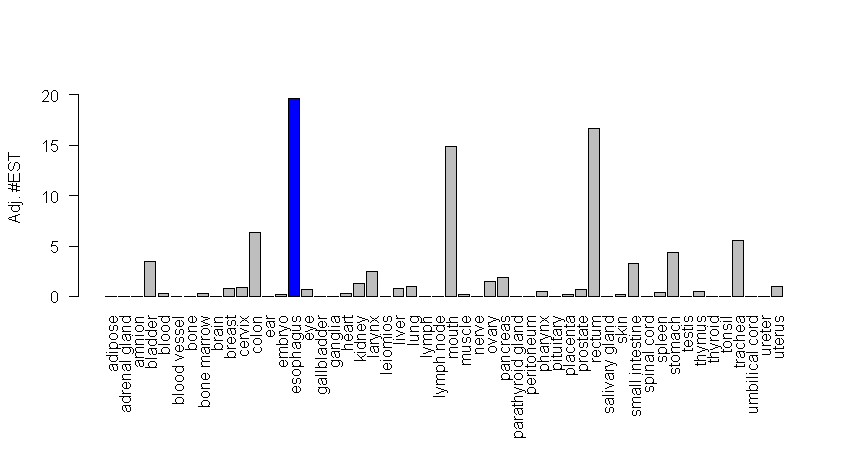 Adj. #EST
20
15
10
5
0
adipose
adrenal gland
amnion
bladder
blood
blood vessel
bone
bone marrow
brain
breast
cervix
colon
ear
embryo
esophagus
eye
gallbladder
ganglia
heart
kidney
larynx
leiomios
liver
lung
lymph
lymph node
mouth
muscle
nerve
ovary
pancreas
parathyroid gland
peritoneum
pharynx
pituitary
placenta
prostate
rectum
salivary gland
skin
small intestine
spinal cord
spleen
stomach
testis
thymus
thyroid
tonsil
trachea
umbilical cord
ureter
uterus